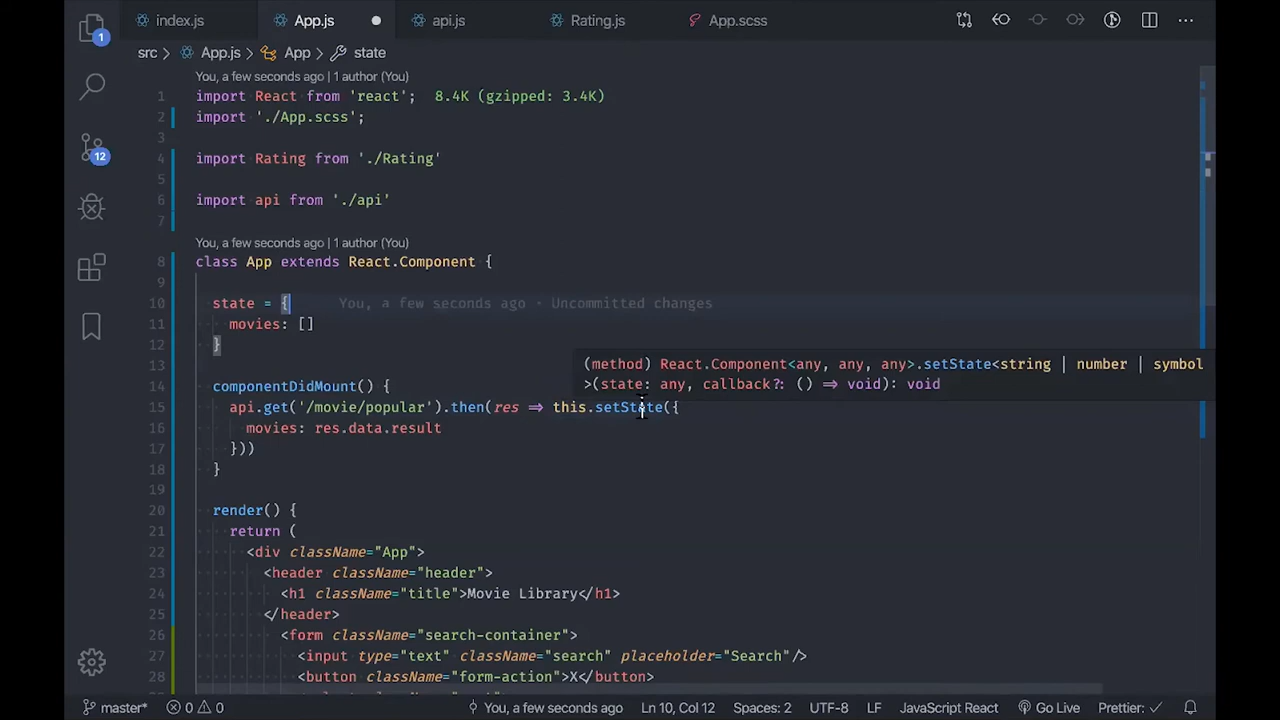 index.js App.js api.js Rating.js App.scss
1
src > App.js > App > state
You, a few seconds ago | 1 author (You)
1 import React from 'react'; 8.4K (gzipped: 3.4K)
2 import './App.scss';
3
12
4 import Rating from './Rating'
5
6 import api from './api'
7
You, a few seconds ago | 1 author (You)
8 class App extends React.Component {
9
10 state = { You, a few seconds ago • Uncommitted changes
11 movies: []
12 }
(method) React.Component<any, any, any>.setState<string | number | symbol
>(state: any, callback?: () => void): void
14 componentDidMount() {
15 api.get('/movie/popular').then(res => this.setState({
16 movies: res.data.result
17 }))
18 }
19
20 render() {
21 return (
22 <div className="App">
23 <header className="header">
24 <h1 className="title">Movie Library</h1>
25 </header>
26 <form className="search-container">
27 <input type="text" className="search" placeholder="Search"/>
28 <button className="form-action">X</button>
master* 0 0 You, a few seconds ago Ln 10, Col 12 Spaces: 2 UTF-8 LF JavaScript React Go Live Prettier: ✓